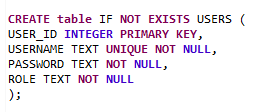 CREATE table IF NOT EXISTS USERS (
USER_ID INTEGER PRIMARY KEY,
USERNAME TEXT UNIQUE NOT NULL,
PASSWORD TEXT NOT NULL,
ROLE TEXT NOT NULL
);